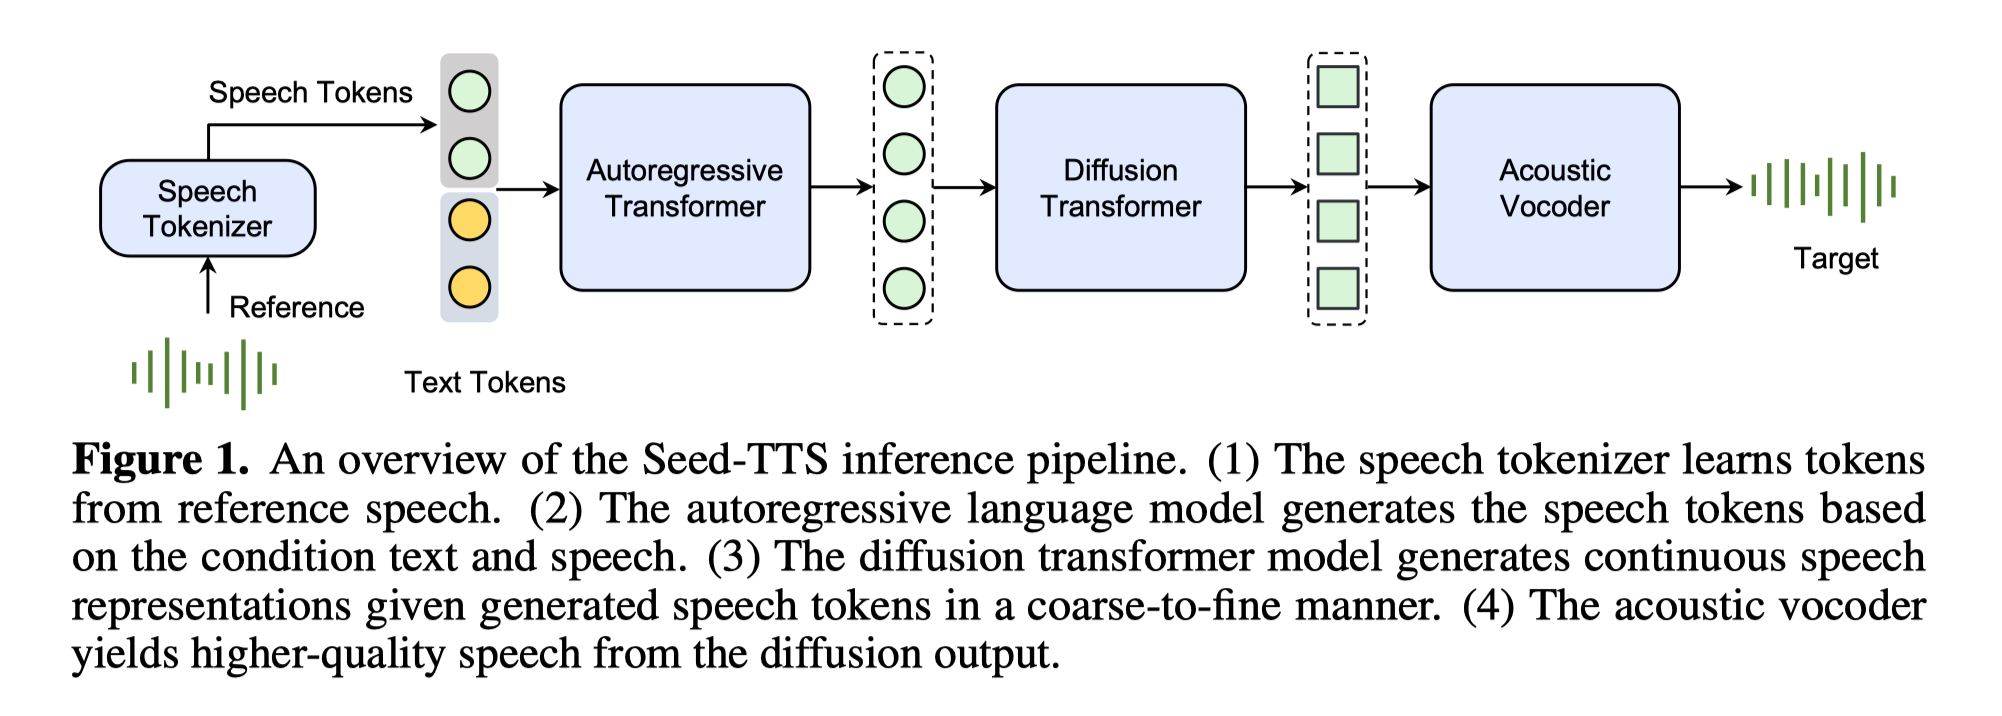 Speech Tokens
Speech
Tokenizer
Reference
Text Tokens
Autoregressive
Transformer
Diffusion
Transformer
Acoustic
Vocoder
Target
Figure 1. An overview of the Seed-TTS inference pipeline. (1) The speech tokenizer learns tokens
from reference speech. (2) The autoregressive language model generates the speech tokens based
on the condition text and speech. (3) The diffusion transformer model generates continuous speech
representations given generated speech tokens in a coarse-to-fine manner. (4) The acoustic vocoder
yields higher-quality speech from the diffusion output.